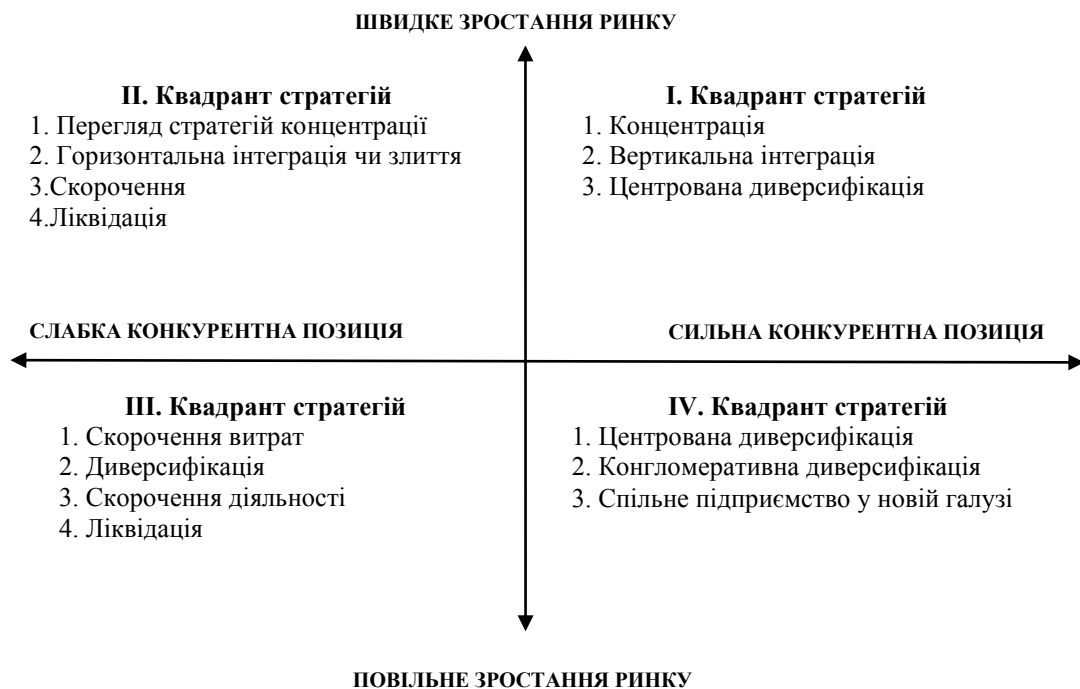 ШВИДКЕ ЗРОСТАННЯ РИНКУ
II. Квадрант стратегій
1. Перегляд стратегій концентрації
2. Горизонтальна інтеграція чи злиття
3.Скорочення
4.Ліквідація
I. Квадрант стратегій
1. Концентрація
2. Вертикальна інтеграція
3. Центрована диверсифікація
СЛАБКА КОНКУРЕНТНА ПОЗИЦІЯ
СИЛЬНА КОНКУРЕНТНА ПОЗИЦІЯ
III. Квадрант стратегій
1. Скорочення витрат
2. Диверсифікація
3. Скорочення діяльності
4. Ліквідація
IV. Квадрант стратегій
1. Центрована диверсифікація
2. Конгломеративна диверсифікація
3. Спільне підприємство у новій галузі
ПОВІЛЬНЕ ЗРОСТАННЯ РИНКУ